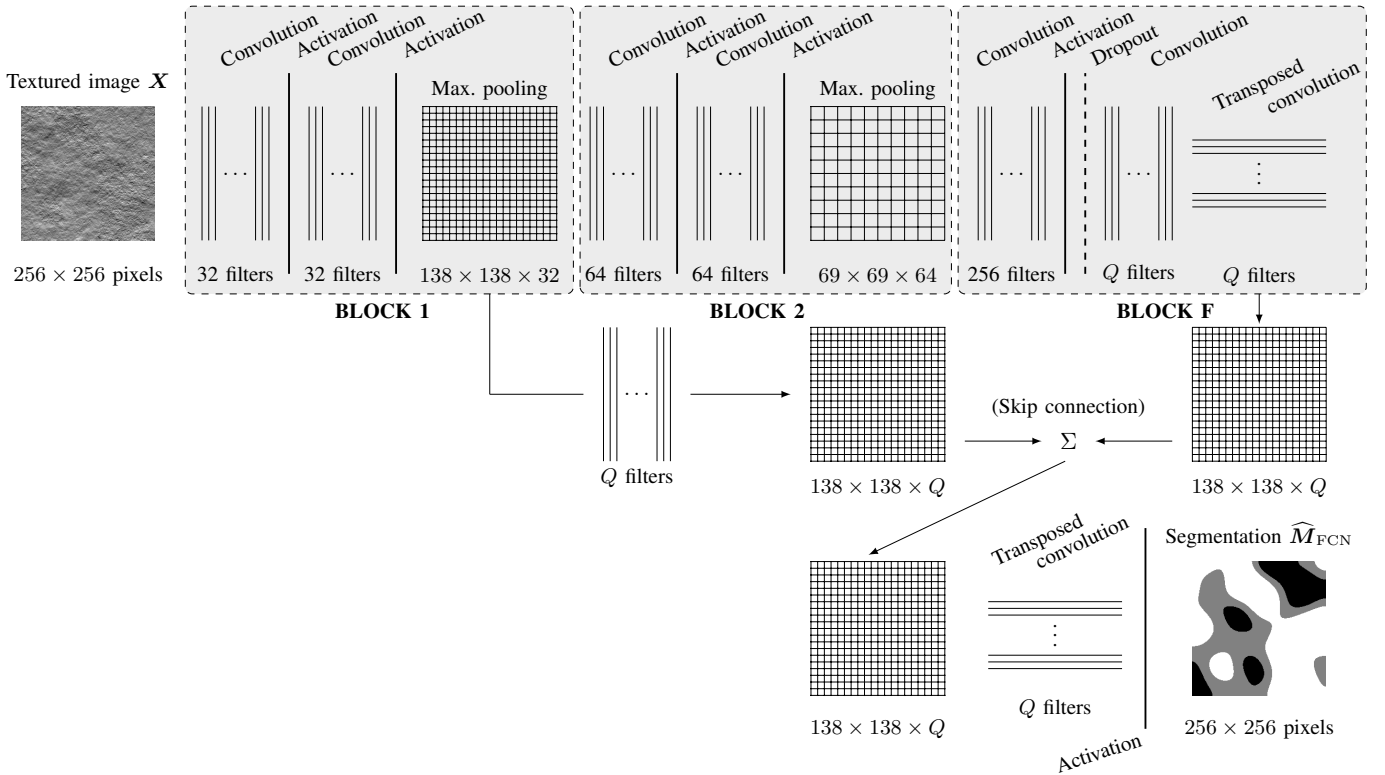 Textured image X
256 × 256 pixels
Convolution
Activation
Convolution
Activation
Max. pooling
· · ·
· · ·
32 filters
32 filters
138 × 138 × 32
BLOCK 1
Convolution
Activation
Convolution
Activation
Max. pooling
· · ·
· · ·
64 filters
64 filters
69 × 69 × 64
BLOCK 2
Convolution
Activation
Dropout
Convolution
Transposed
convolution
· · ·
· · ·
⋮
256 filters
Q filters
Q filters
BLOCK F
· · ·
Q filters
138 × 138 × Q
(Skip connection)
Σ
138 × 138 × Q
138 × 138 × Q
Transposed
convolution
⋮
Q filters
Activation
Segmentation M̂FCN
256 × 256 pixels